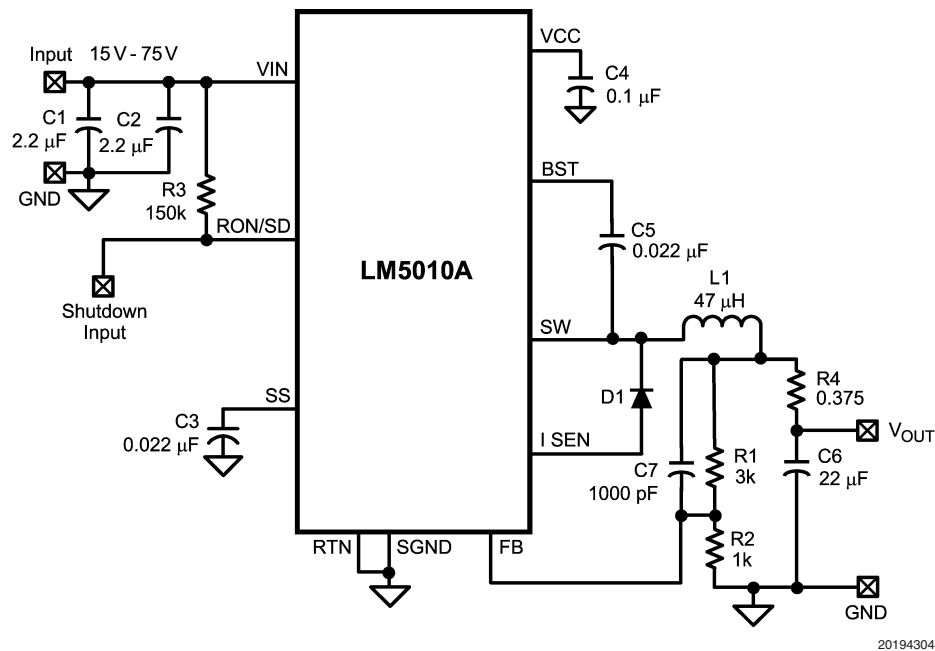 Input 15V - 75V
VIN
C1
2.2 µF
C2
2.2 µF
GND
R3
150k
RON/SD
Shutdown
Input
SS
C3
0.022 µF
LM5010A
VCC
C4
0.1 µF
BST
C5
0.022 µF
L1
47 µH
SW
D1
I SEN
R4
0.375
VOUT
C7
1000 pF
R1
3k
C6
22 µF
R2
1k
RTN
SGND
FB
GND
20194304